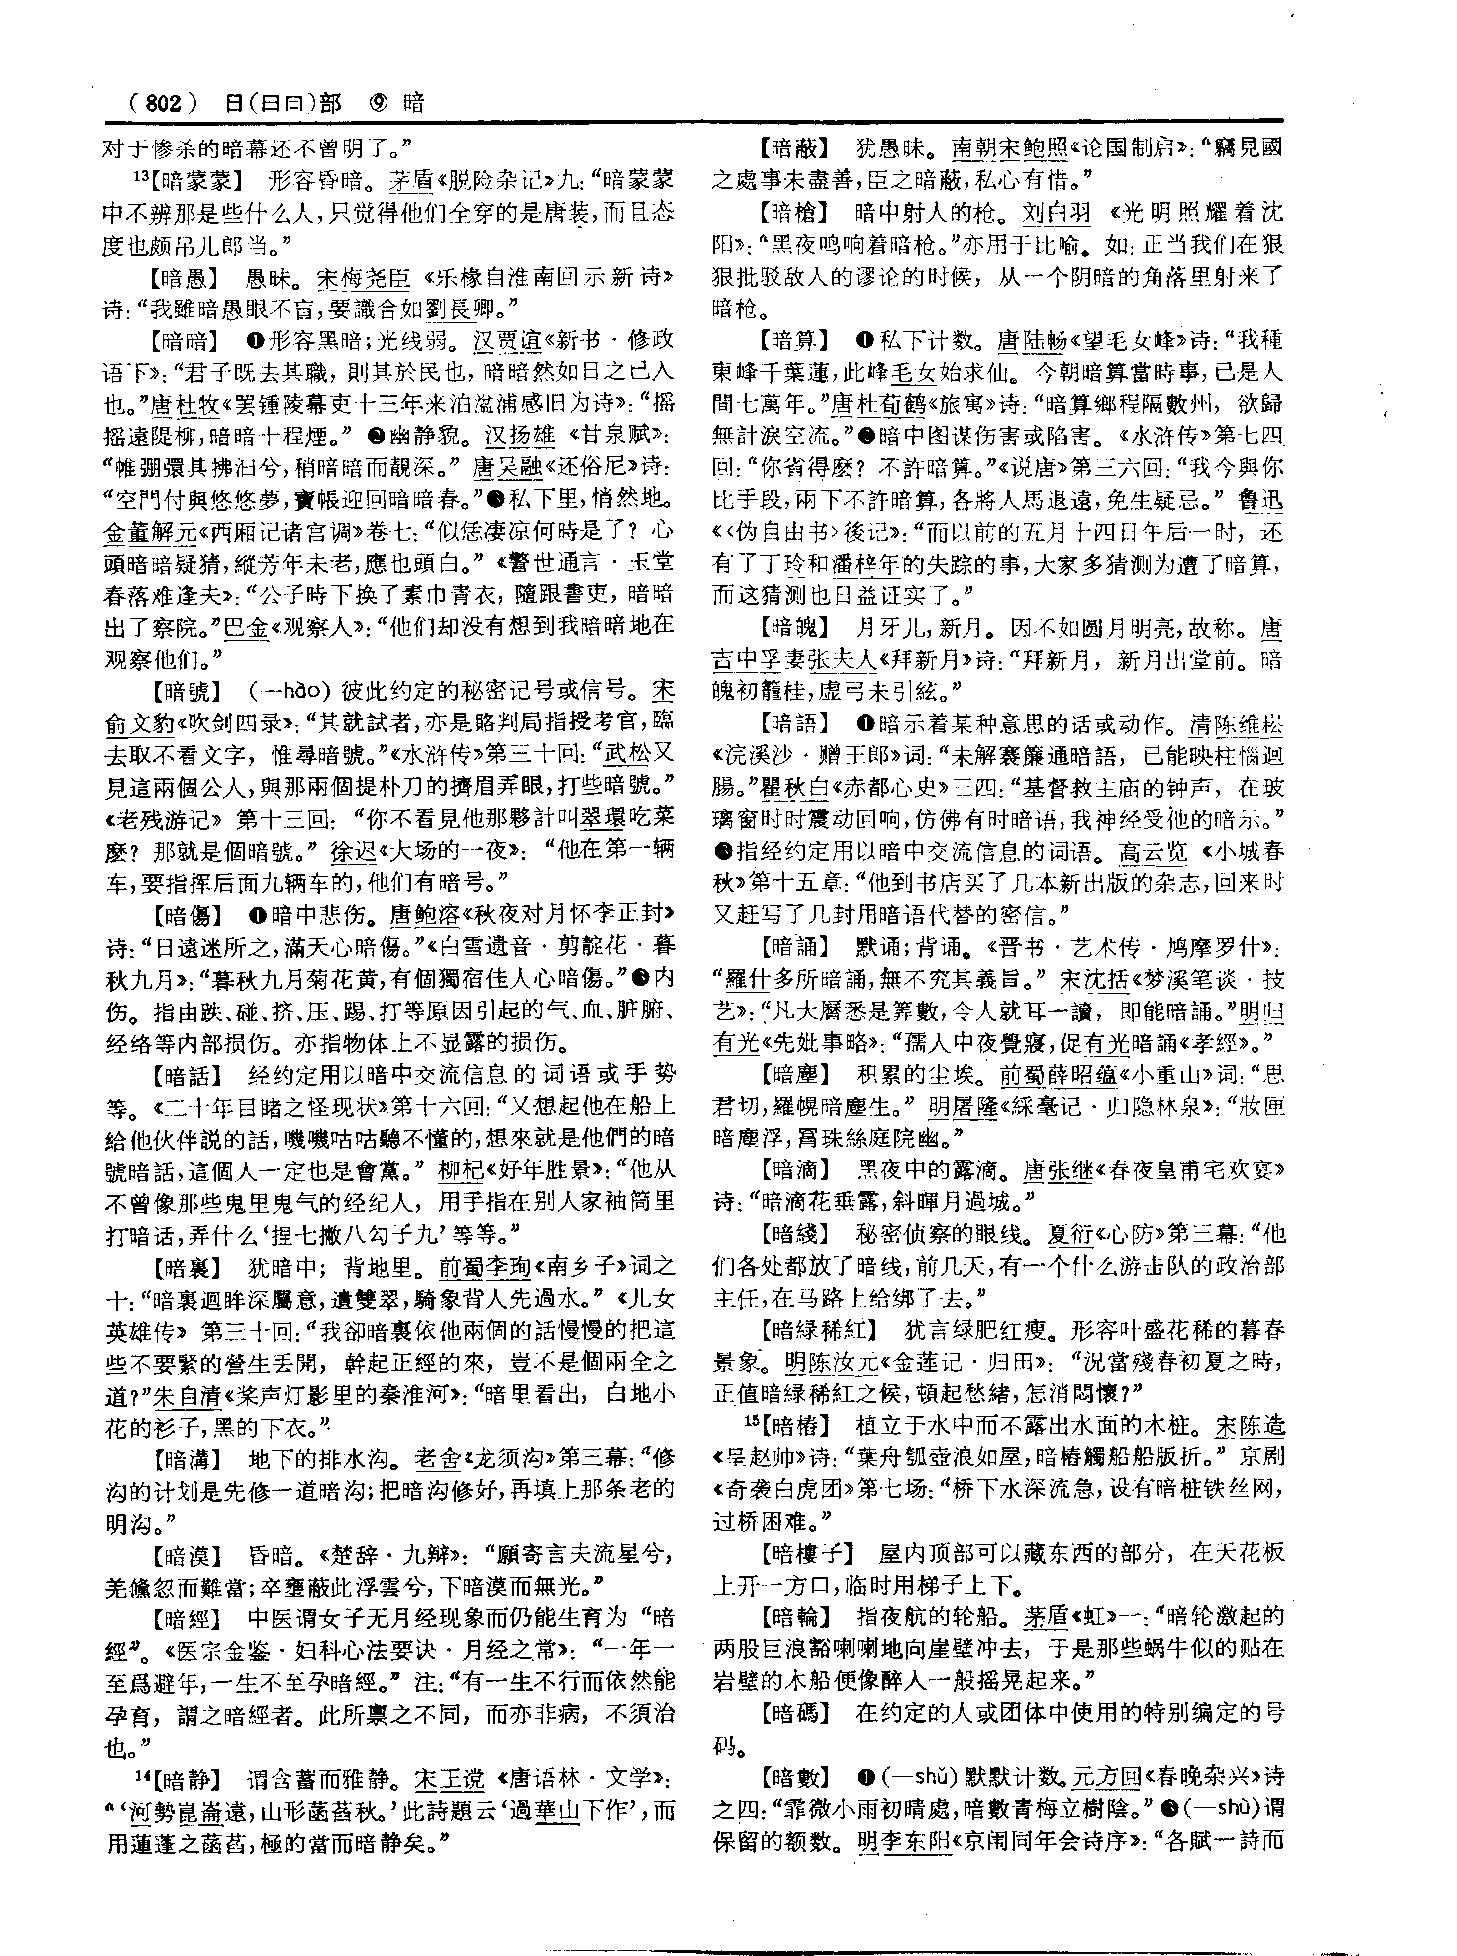 (802) 日(日曰)部 ⑨ 暗
对于惨杀的暗幕还不曾明了。”
13【暗蒙蒙】 形容昏暗。茅盾《脱险杂记》九：“暗蒙蒙
中不辨那是些什么人，只觉得他们全穿的是唐装，而且态
度也颇吊儿郎当。”
【暗愚】 愚昧。宋梅尧臣《乐椽自淮南回示新诗》
诗：“我雖暗愚眼不盲，要識合如劉長卿。”
【暗暗】 ❶形容黑暗；光线弱。汉贾谊《新书·修政
语下》：“君子既去其職，則其於民也，暗暗然如日之已入
也。”唐杜牧《罢锺陵幕吏十三年来泊湓浦感旧为诗》：“摇
摇遠隄柳，暗暗十程煙。”❷幽静貌。汉扬雄《甘泉赋》：
“帷弸彋其拂汩兮，稍暗暗而靓深。”唐吴融《还俗尼》诗：
“空門付與悠悠夢，寶帳迎回暗暗春。”❸私下里，悄然地。
金董解元《西厢记诸宫调》卷七：“似恁凄凉何時是了？心
頭暗暗疑猜，縱芳年未老，應也頭白。”《警世通言·玉堂
春落难逢夫》：“公子時下换了素巾青衣，隨跟書吏，暗暗
出了察院。”巴金《观察人》：“他们却没有想到我暗暗地在
观察他们。”
【暗號】 （—hào）彼此约定的秘密记号或信号。宋
俞文豹《吹剑四录》：“其就試者，亦是賂判局指授考官，臨
去取不看文字，惟尋暗號。”《水浒传》第三十回：“武松又
見這兩個公人，與那兩個提朴刀的擠眉弄眼，打些暗號。”
《老残游记》第十三回：“你不看見他那夥計叫翠環吃菜
麽？那就是個暗號。”徐迟《大场的一夜》：“他在第一辆
车，要指挥后面九辆车的，他们有暗号。”
【暗傷】 ❶暗中悲伤。唐鲍溶《秋夜对月怀李正封》
诗：“日遠迷所之，滿天心暗傷。”《白雪遗音·剪靛花·暮
秋九月》：“暮秋九月菊花黄，有個獨宿佳人心暗傷。”❷内
伤。指由跌、碰、挤、压、踢、打等原因引起的气、血、脏腑、
经络等内部损伤。亦指物体上不显露的损伤。
【暗話】 经约定用以暗中交流信息的词语或手势
等。《二十年目睹之怪现状》第十六回：“又想起他在船上
给他伙伴説的話，嘰嘰咕咕聽不懂的，想來就是他們的暗
號暗話，這個人一定也是會黨。”柳杞《好年胜景》：“他从
不曾像那些鬼里鬼气的经纪人，用手指在别人家袖筒里
打暗话，弄什么‘捏七撇八勾子九’等等。”
【暗裏】 犹暗中；背地里。前蜀李珣《南乡子》词之
十：“暗裏迴眸深屬意，遺雙翠，騎象背人先過水。”《儿女
英雄传》第三十回：“我卻暗裏依他兩個的話慢慢的把這
些不要緊的營生丢開，幹起正經的來，豈不是個兩全之
道？”朱自清《桨声灯影里的秦淮河》：“暗里看出，白地小
花的衫子，黑的下衣。”
【暗溝】 地下的排水沟。老舍《龙须沟》第三幕：“修
沟的计划是先修一道暗沟；把暗沟修好，再填上那条老的
明沟。”
【暗漠】 昏暗。《楚辞·九辩》：“願寄言夫流星兮，
羌儵忽而難當；卒壅蔽此浮雲兮，下暗漠而無光。”
【暗經】 中医谓女子无月经现象而仍能生育为“暗
經”。《医宗金鉴·妇科心法要诀·月经之常》：“一年一
至爲避年，一生不至孕暗經。”注：“有一生不行而依然能
孕育，謂之暗經者。此所禀之不同，而亦非病，不須治
也。”
14【暗静】 谓含蓄而雅静。宋王谠《唐语林·文学》：
“‘河勢崑崙遠，山形菡萏秋。’此詩題云‘過華山下作’，而
用蓮蓬之菡萏，極的當而暗静矣。”
【暗蔽】 犹愚昧。南朝宋鲍照《论国制启》：“竊見國
之處事未盡善，臣之暗蔽，私心有惜。”
【暗槍】 暗中射人的枪。刘白羽《光明照耀着沈
阳》：“黑夜鸣响着暗枪。”亦用于比喻。如：正当我们在狠
狠批驳敌人的谬论的时候，从一个阴暗的角落里射来了
暗枪。
【暗算】 ❶私下计数。唐陆畅《望毛女峰》诗：“我種
東峰千葉蓮，此峰毛女始求仙。今朝暗算當時事，已是人
間七萬年。”唐杜荀鹤《旅寓》诗：“暗算鄉程隔數州，欲歸
無計淚空流。”❷暗中图谋伤害或陷害。《水浒传》第七四
回：“你省得麽？不許暗算。”《说唐》第三六回：“我今與你
比手段，兩下不許暗算，各將人馬退遠，免生疑忌。”鲁迅
《〈伪自由书〉後记》：“而以前的五月十四日午后一时，还
有了丁玲和潘梓年的失踪的事，大家多猜测为遭了暗算，
而这猜测也日益证实了。”
【暗魄】 月牙儿，新月。因不如圆月明亮，故称。唐
吉中孚妻张夫人《拜新月》诗：“拜新月，新月出堂前。暗
魄初籠桂，虚弓未引絃。”
【暗語】 ❶暗示着某种意思的话或动作。清陈维崧
《浣溪沙·赠王郎》词：“未解褰簾通暗語，已能映柱惱迴
腸。”瞿秋白《赤都心史》三四：“基督救主庙的钟声，在玻
璃窗时时震动回响，仿佛有时暗语，我神经受他的暗示。”
❷指经约定用以暗中交流信息的词语。高云览《小城春
秋》第十五章：“他到书店买了几本新出版的杂志，回来时
又赶写了几封用暗语代替的密信。”
【暗誦】 默诵；背诵。《晋书·艺术传·鸠摩罗什》：
“羅什多所暗誦，無不究其義旨。”宋沈括《梦溪笔谈·技
艺》：“凡大曆悉是筭數，令人就耳一讀，即能暗誦。”明归
有光《先妣事略》：“孺人中夜覺寢，促有光暗誦《孝經》。”
【暗塵】 积累的尘埃。前蜀薛昭蕴《小重山》词：“思
君切，羅幌暗塵生。”明屠隆《綵毫记·归隐林泉》：“妝匣
暗塵浮，罥珠絲庭院幽。”
【暗滴】 黑夜中的露滴。唐张继《春夜皇甫宅欢宴》
诗：“暗滴花垂露，斜暉月過城。”
【暗綫】 秘密侦察的眼线。夏衍《心防》第三幕：“他
们各处都放了暗线，前几天，有一个什么游击队的政治部
主任，在马路上给绑了去。”
【暗緑稀紅】 犹言绿肥红瘦。形容叶盛花稀的暮春
景象。明陈汝元《金莲记·归田》：“況當殘春初夏之時，
正值暗緑稀紅之候，頓起愁緒，怎消悶懷？”
15【暗樁】 植立于水中而不露出水面的木桩。宋陈造
《呈赵帅》诗：“葉舟瓠壺浪如屋，暗樁觸船船版折。”京剧
《奇袭白虎团》第七场：“桥下水深流急，设有暗桩铁丝网，
过桥困难。”
【暗樓子】 屋内顶部可以藏东西的部分，在天花板
上开一方口，临时用梯子上下。
【暗輪】 指夜航的轮船。茅盾《虹》一：“暗轮激起的
两股巨浪豁喇喇地向崖壁冲去，于是那些蜗牛似的贴在
岩壁的木船便像醉人一般摇晃起来。”
【暗碼】 在约定的人或团体中使用的特别编定的号
码。
【暗數】 ❶（—shǔ）默默计数。元方回《春晚杂兴》诗
之四：“霏微小雨初晴處，暗數青梅立樹陰。”❷（—shù）谓
保留的额数。明李东阳《京闱同年会诗序》：“各賦一詩而